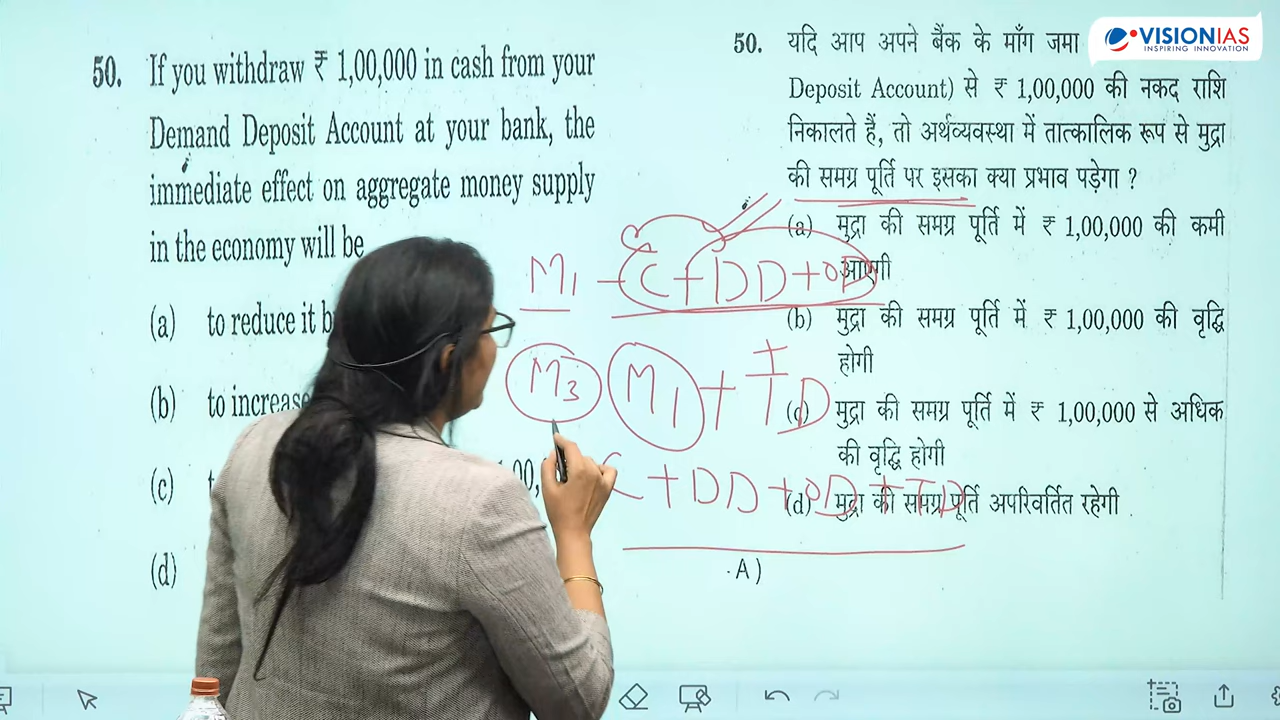 VISIONIAS
INSPIRING INNOVATION
50. If you withdraw ₹ 1,00,000 in cash from your
Demand Deposit Account at your bank, the
immediate effect on aggregate money supply
in the economy will be
(a) to reduce it
(b) to increase
(c)
(d)
50. यदि आप अपने बैंक के माँग जमा
Deposit Account) से ₹ 1,00,000 की नकद राशि
निकालते हैं, तो अर्थव्यवस्था में तात्कालिक रूप से मुद्रा
की समग्र पूर्ति पर इसका क्या प्रभाव पड़ेगा ?
(a) मुद्रा की समग्र पूर्ति में ₹ 1,00,000 की कमी
आएगी
(b) मुद्रा की समग्र पूर्ति में ₹ 1,00,000 की वृद्धि
होगी
(c) मुद्रा की समग्र पूर्ति में ₹ 1,00,000 से अधिक
की वृद्धि होगी
(d) मुद्रा की समग्र पूर्ति अपरिवर्तित रहेगी
M1 - C + DD + OD
M3 M1 + TD
C + DD + OD + TD
A)